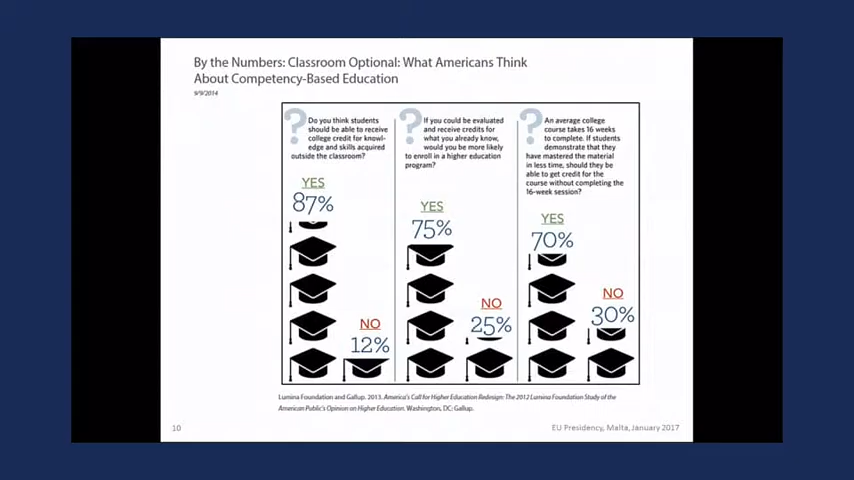 By the Numbers: Classroom Optional: What Americans Think
About Competency-Based Education
9/9/2014
? Do you think students
should be able to receive
college credit for knowl-
edge and skills acquired
outside the classroom?
YES
87%
NO
12%
? If you could be evaluated
and receive credits for
what you already know,
would you be more likely
to enroll in a higher education
program?
YES
75%
NO
25%
? An average college
course takes 16 weeks
to complete. If students
demonstrate that they
have mastered the material
in less time, should they be
able to get credit for the
course without completing the
16-week session?
YES
70%
NO
30%
Lumina Foundation and Gallup. 2013. America's Call for Higher Education Redesign: The 2012 Lumina Foundation Study of the
American Public's Opinion on Higher Education. Washington, DC: Gallup.
10
EU Presidency, Malta, January 2017